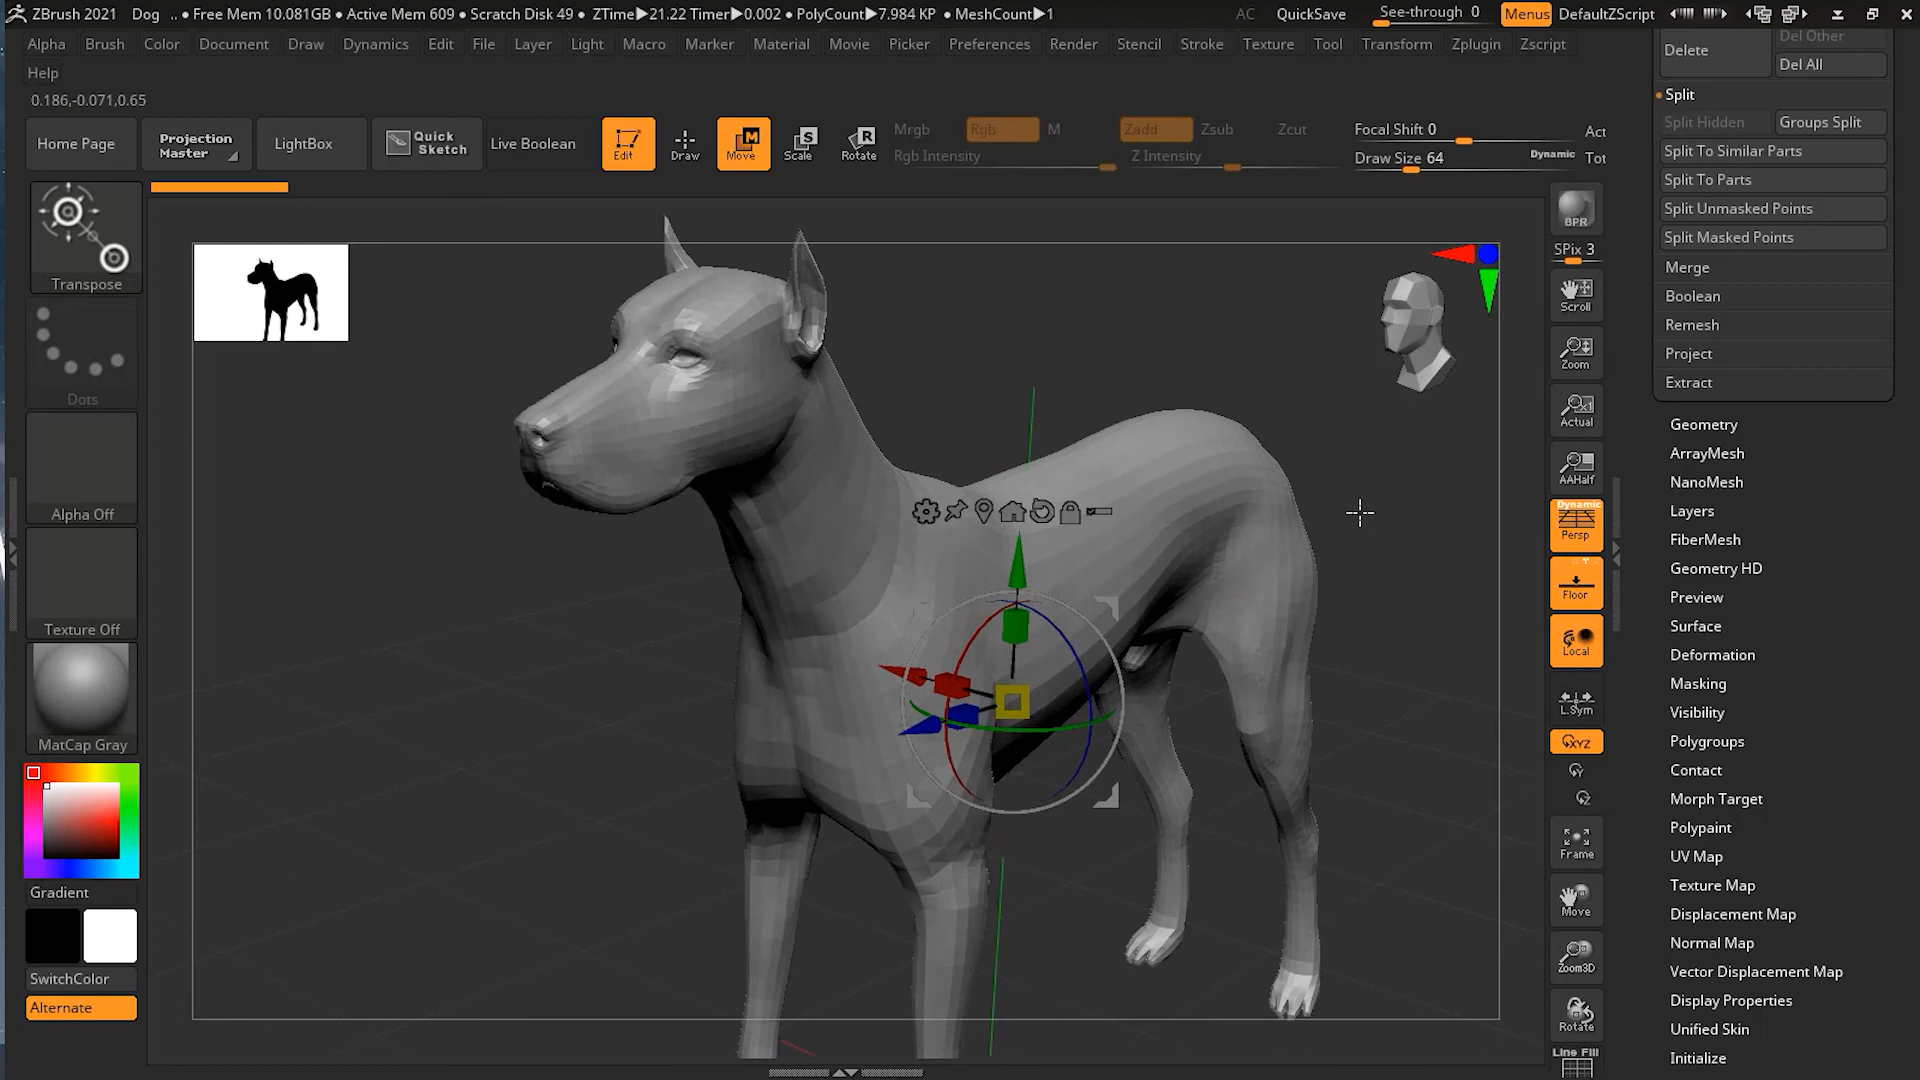 ZBrush 2021 Dog .. • Free Mem 10.081GB • Active Mem 609 • Scratch Disk 49 • ZTime▶21.22 Timer▶0.002 • PolyCount▶7.984 KP • MeshCount▶1 AC QuickSave See-through 0 Menus DefaultZScript
Alpha Brush Color Document Draw Dynamics Edit File Layer Light Macro Marker Material Movie Picker Preferences Render Stencil Stroke Texture Tool Transform Zplugin Zscript
Help
0.186,-0.071,0.65
Home Page
Projection
Master
LightBox
Quick
Sketch
Live Boolean
Edit
Draw
Move
Scale
Rotate
Mrgb Rgb M
Rgb Intensity
Zadd Zsub Zcut
Z Intensity
Focal Shift 0
Draw Size 64
Dynamic
Act
Tot
Transpose
Dots
Alpha Off
Texture Off
MatCap Gray
Gradient
SwitchColor
Alternate
BPR
SPix 3
Scroll
Zoom
Actual
AAHalf
Dynamic
Persp
Floor
Local
L.Sym
XYZ
Y
Z
Frame
Move
Zoom3D
Rotate
Line Fill
Delete
Del Other
Del All
Split
Split Hidden
Groups Split
Split To Similar Parts
Split To Parts
Split Unmasked Points
Split Masked Points
Merge
Boolean
Remesh
Project
Extract
Geometry
ArrayMesh
NanoMesh
Layers
FiberMesh
Geometry HD
Preview
Surface
Deformation
Masking
Visibility
Polygroups
Contact
Morph Target
Polypaint
UV Map
Texture Map
Displacement Map
Normal Map
Vector Displacement Map
Display Properties
Unified Skin
Initialize